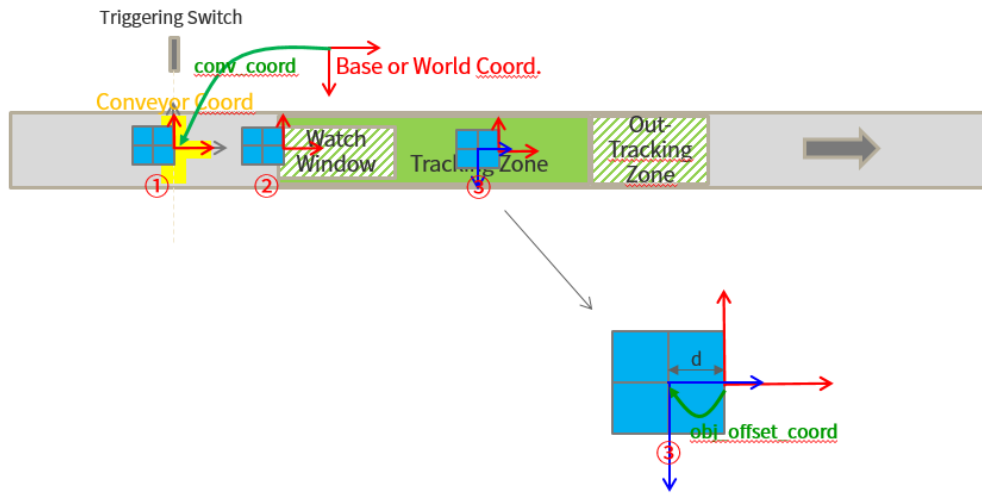 Triggering Switch
conv_coord
Base or World Coord.
Conveyor Coord
Watch
Window
Tracking Zone
Out-
Tracking
Zone
①
②
③
d
obj_offset_coord
③